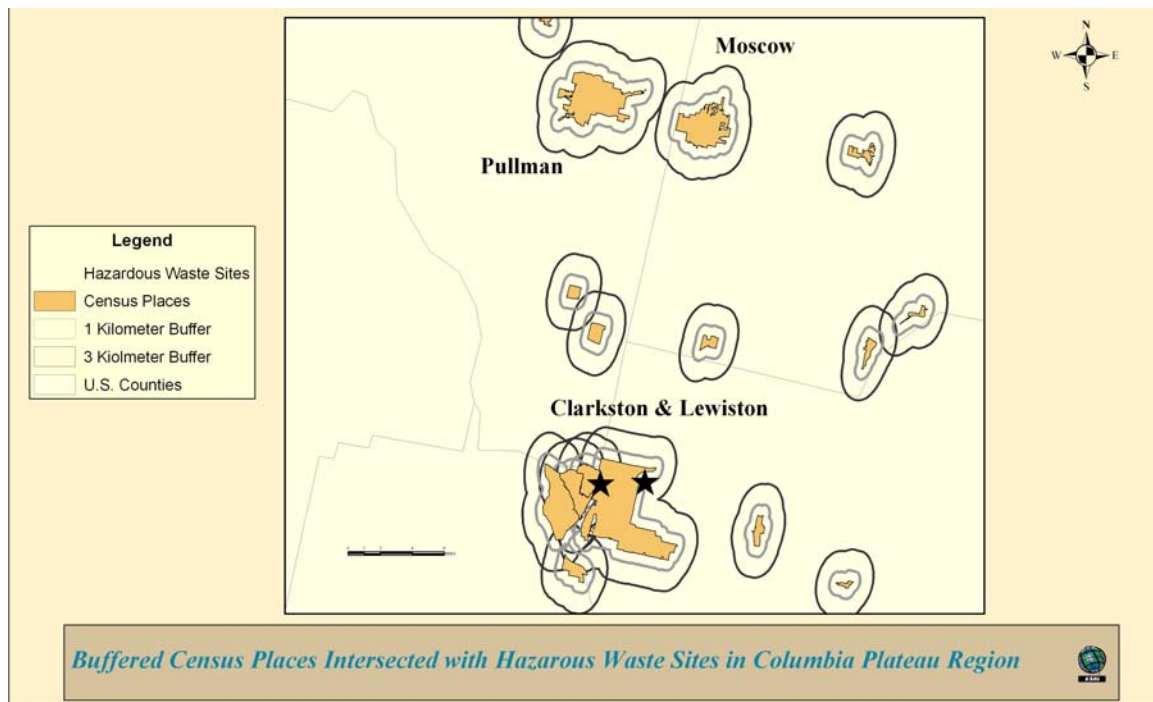 Moscow
N
W E
S
Pullman
Legend
Hazardous Waste Sites
Census Places
1 Kilometer Buffer
3 Kiolmeter Buffer
U.S. Counties
Clarkston & Lewiston
Buffered Census Places Intersected with Hazarous Waste Sites in Columbia Plateau Region